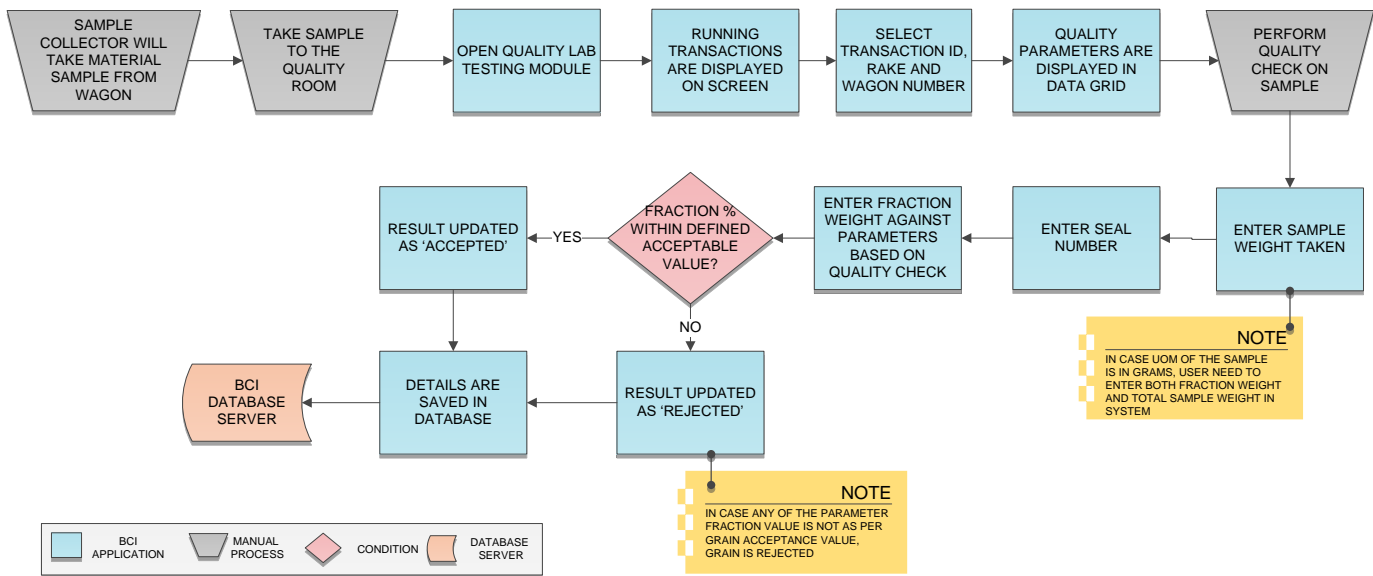 SAMPLE
COLLECTOR WILL
TAKE MATERIAL
SAMPLE FROM
WAGON
TAKE SAMPLE
TO THE
QUALITY
ROOM
OPEN QUALITY LAB
TESTING MODULE
RUNNING
TRANSACTIONS
ARE DISPLAYED
ON SCREEN
SELECT
TRANSACTION ID,
RAKE AND
WAGON NUMBER
QUALITY
PARAMETERS ARE
DISPLAYED IN
DATA GRID
PERFORM
QUALITY
CHECK ON
SAMPLE
ENTER SAMPLE
WEIGHT TAKEN
ENTER SEAL
NUMBER
ENTER FRACTION
WEIGHT AGAINST
PARAMETERS
BASED ON
QUALITY CHECK
FRACTION %
WITHIN DEFINED
ACCEPTABLE
VALUE?
YES
RESULT UPDATED
AS ‘ACCEPTED’
NO
NOTE
IN CASE UOM OF THE SAMPLE
IS IN GRAMS, USER NEED TO
ENTER BOTH FRACTION WEIGHT
AND TOTAL SAMPLE WEIGHT IN
SYSTEM
RESULT UPDATED
AS ‘REJECTED’
DETAILS ARE
SAVED IN
DATABASE
BCI
DATABASE
SERVER
NOTE
IN CASE ANY OF THE PARAMETER
FRACTION VALUE IS NOT AS PER
GRAIN ACCEPTANCE VALUE,
GRAIN IS REJECTED
BCI
APPLICATION
MANUAL
PROCESS
CONDITION
DATABASE
SERVER